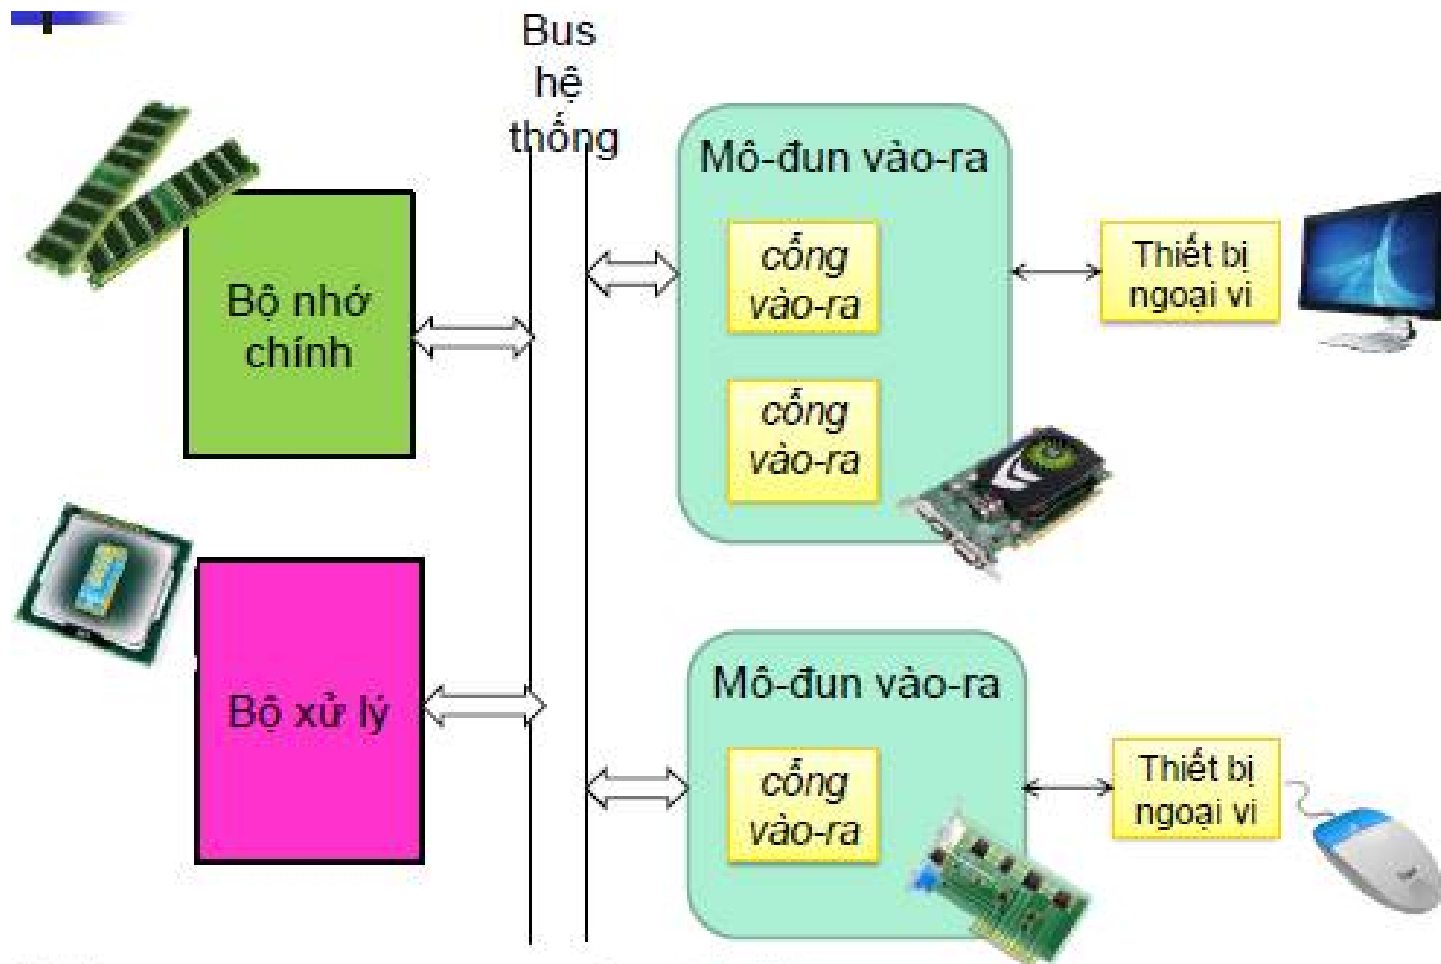 Bus
hệ
thống
Bộ nhớ
chính
Bộ xử lý
Mô-đun vào-ra
cổng
vào-ra
cổng
vào-ra
Thiết bị
ngoại vi
Mô-đun vào-ra
cổng
vào-ra
Thiết bị
ngoại vi